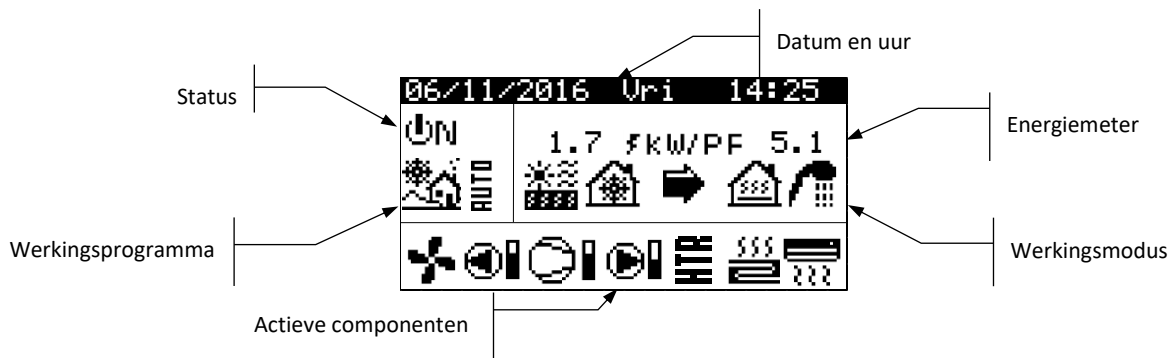 Datum en uur
Status
06/11/2016 Vri 14:25
ON
1.7 kW/PF 5.1
Energiemeter
AUTO
Werkingsprogramma
Werkingsmodus
HTR
Actieve componenten